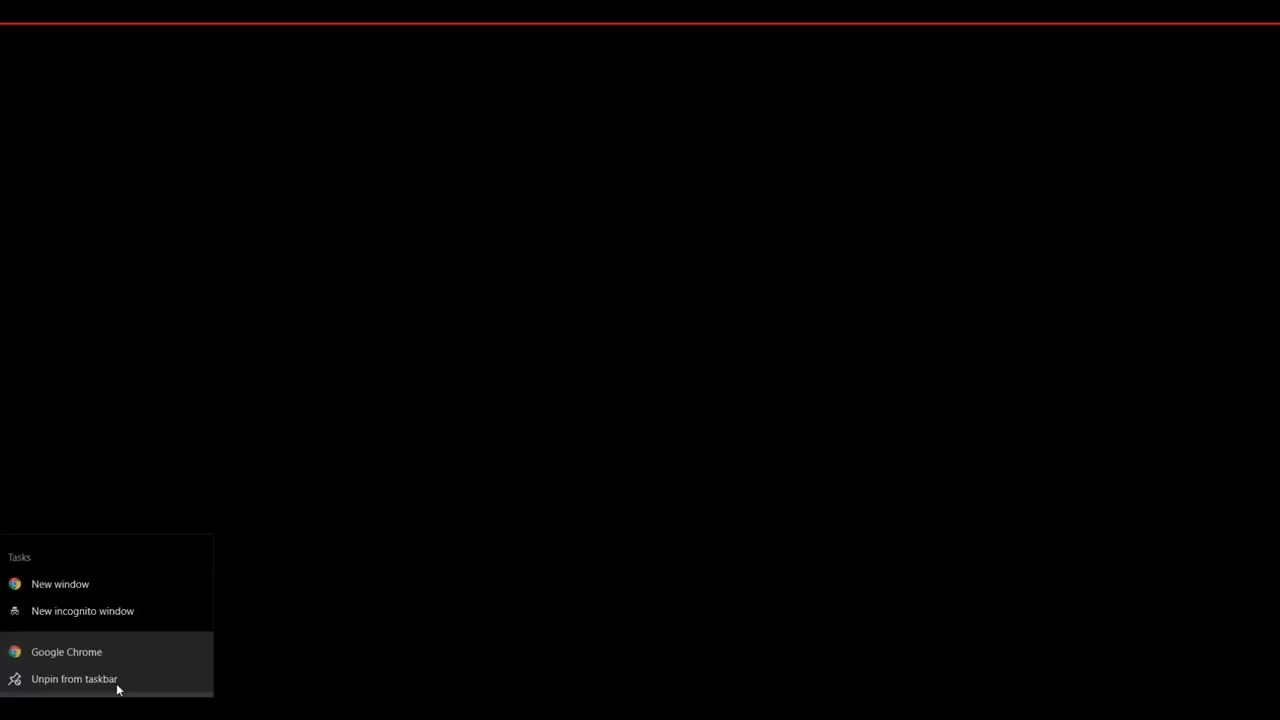 Tasks
New window
New incognito window
Google Chrome
Unpin from taskbar